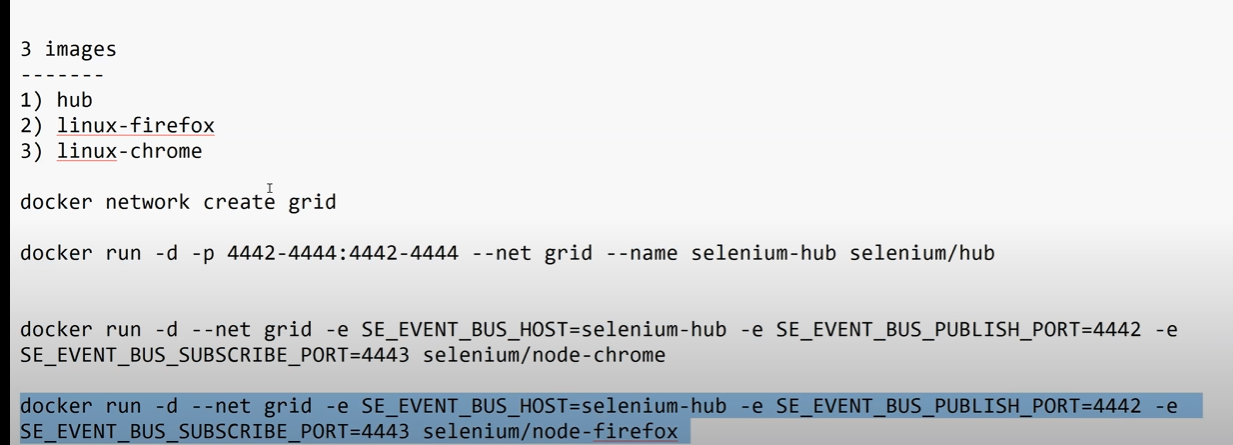 3 images
-------
1) hub
2) linux-firefox
3) linux-chrome
docker network create grid
docker run -d -p 4442-4444:4442-4444 --net grid --name selenium-hub selenium/hub
docker run -d --net grid -e SE_EVENT_BUS_HOST=selenium-hub -e SE_EVENT_BUS_PUBLISH_PORT=4442 -e
SE_EVENT_BUS_SUBSCRIBE_PORT=4443 selenium/node-chrome
docker run -d --net grid -e SE_EVENT_BUS_HOST=selenium-hub -e SE_EVENT_BUS_PUBLISH_PORT=4442 -e
SE_EVENT_BUS_SUBSCRIBE_PORT=4443 selenium/node-firefox